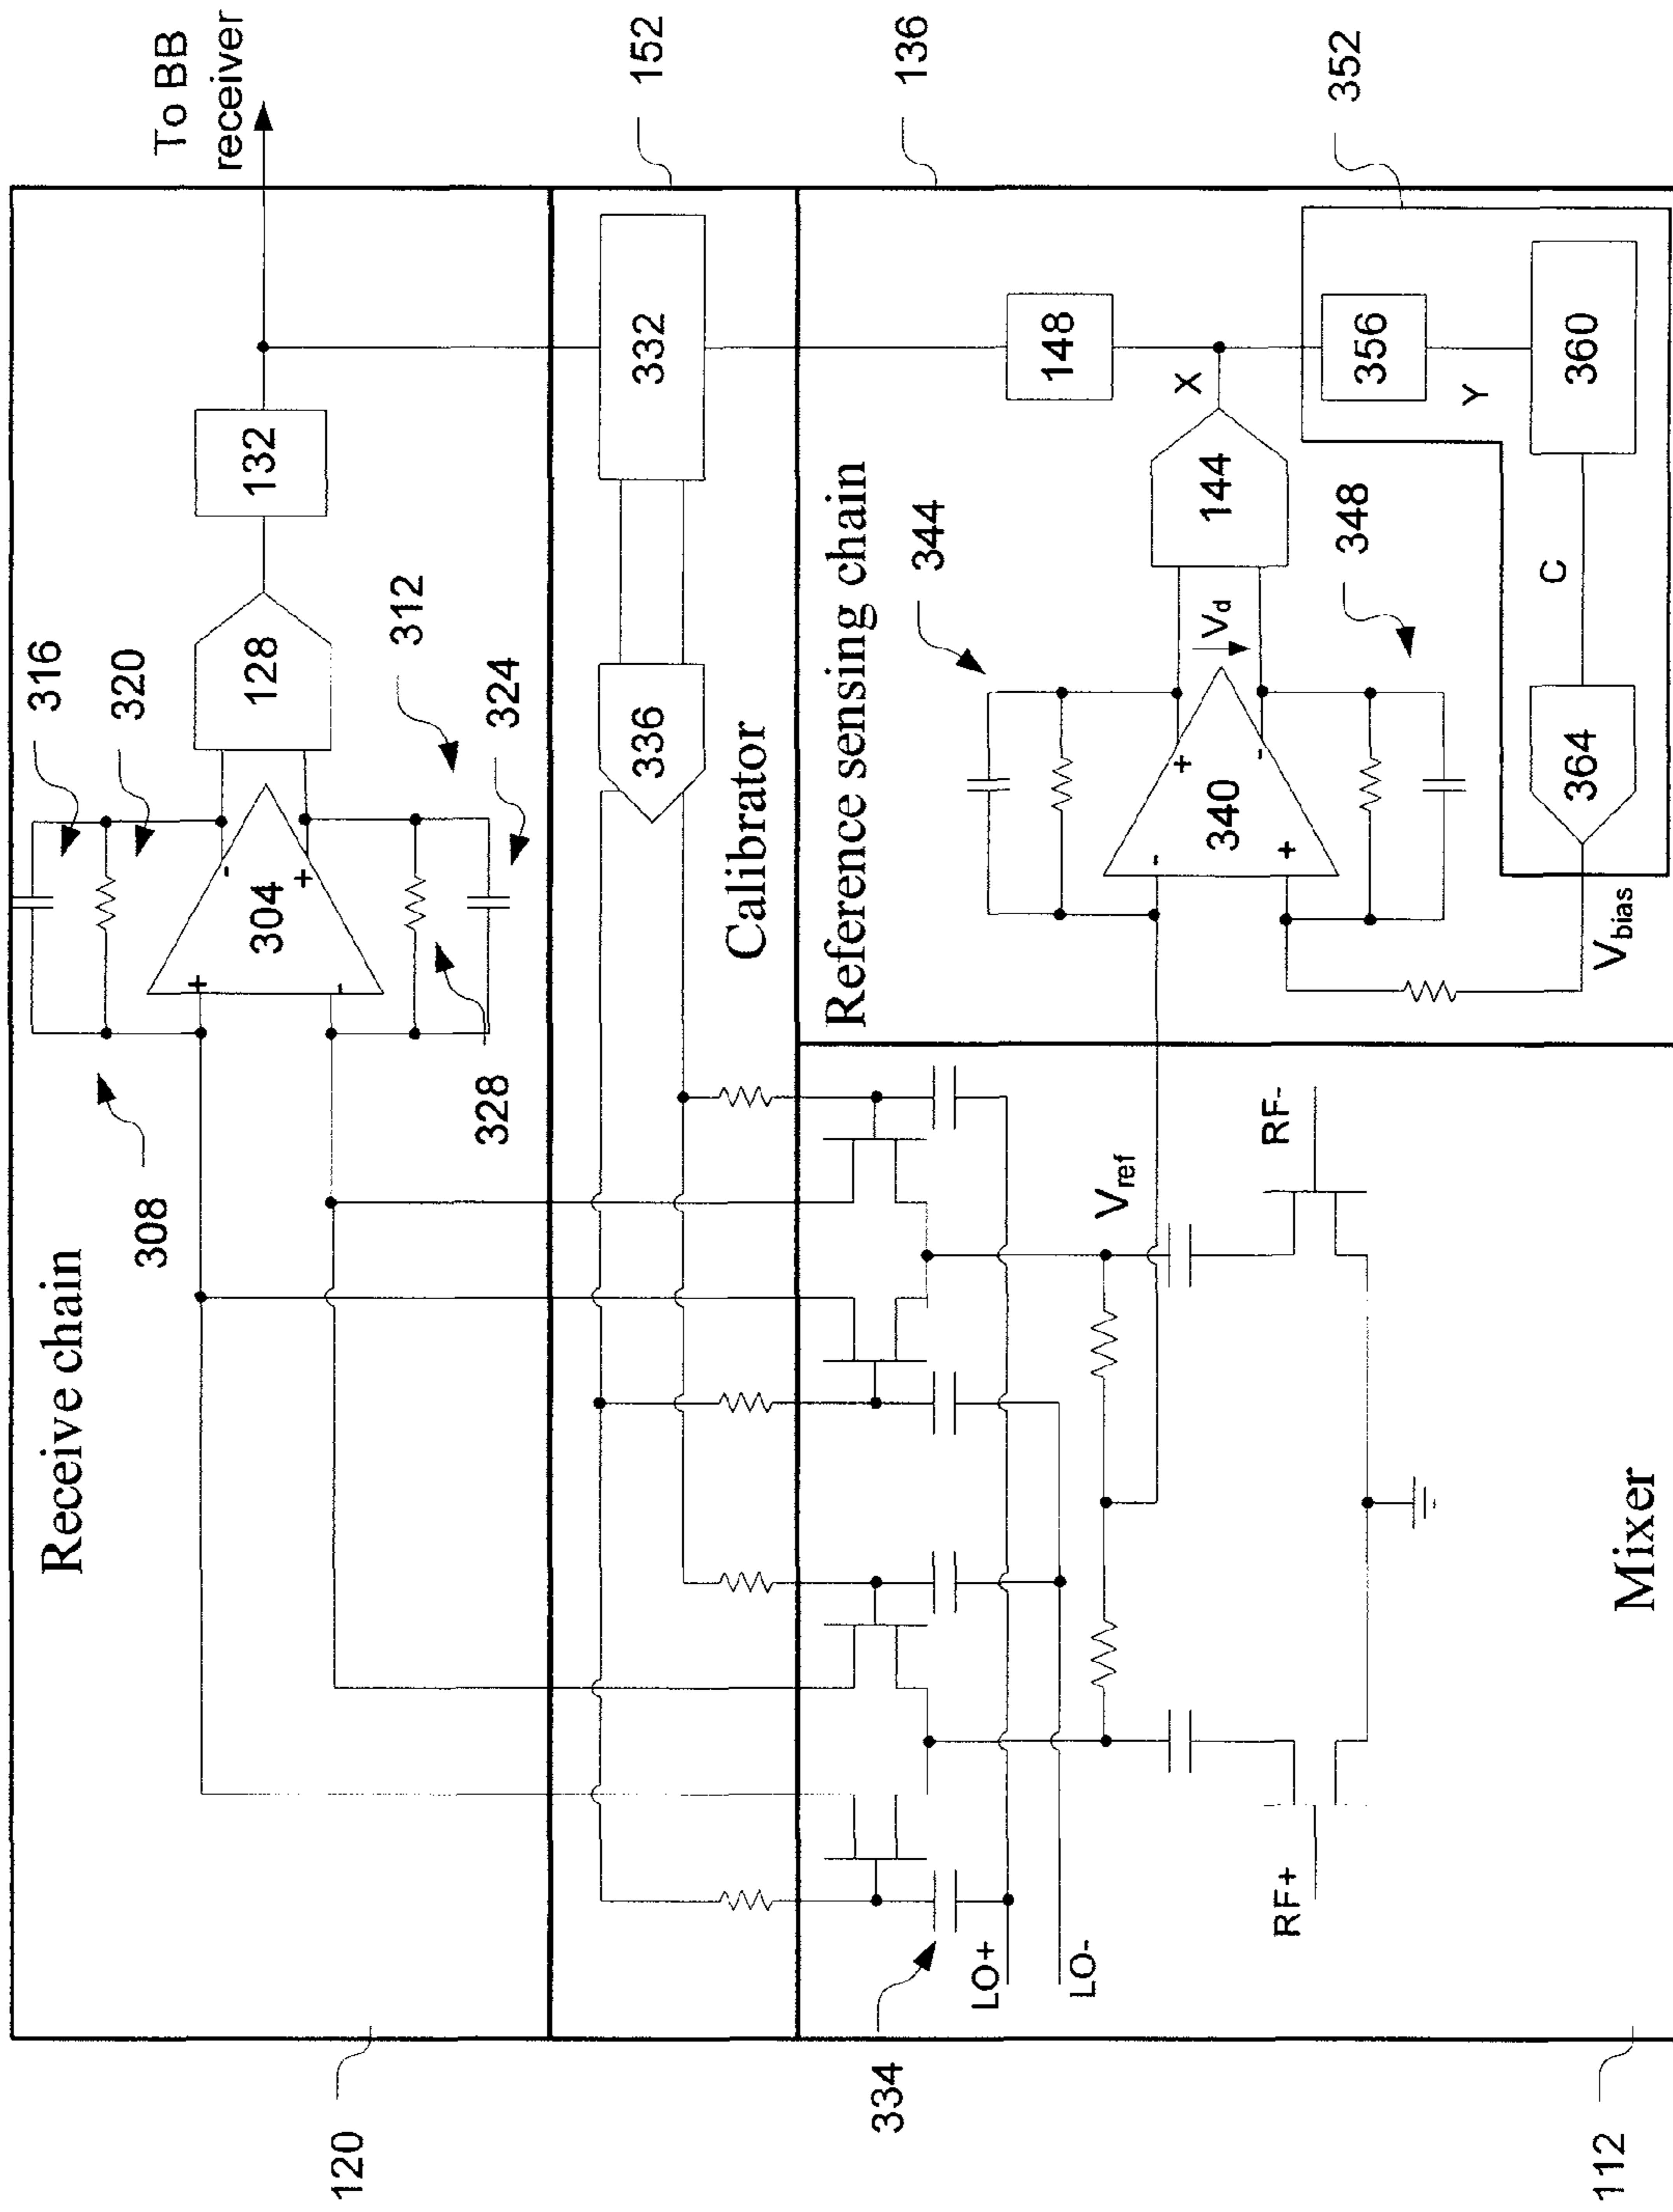 Receive chain
308
316
320
304
+
-
-
+
128
312
324
328
132
To BB
receiver
120
Calibrator
336
332
152
Reference sensing chain
344
340
-
+
+
-
Vd
144
X
148
136
348
356
Y
360
352
C
364
Vbias
Mixer
334
LO+
LO-
Vref
RF+
RF-
112